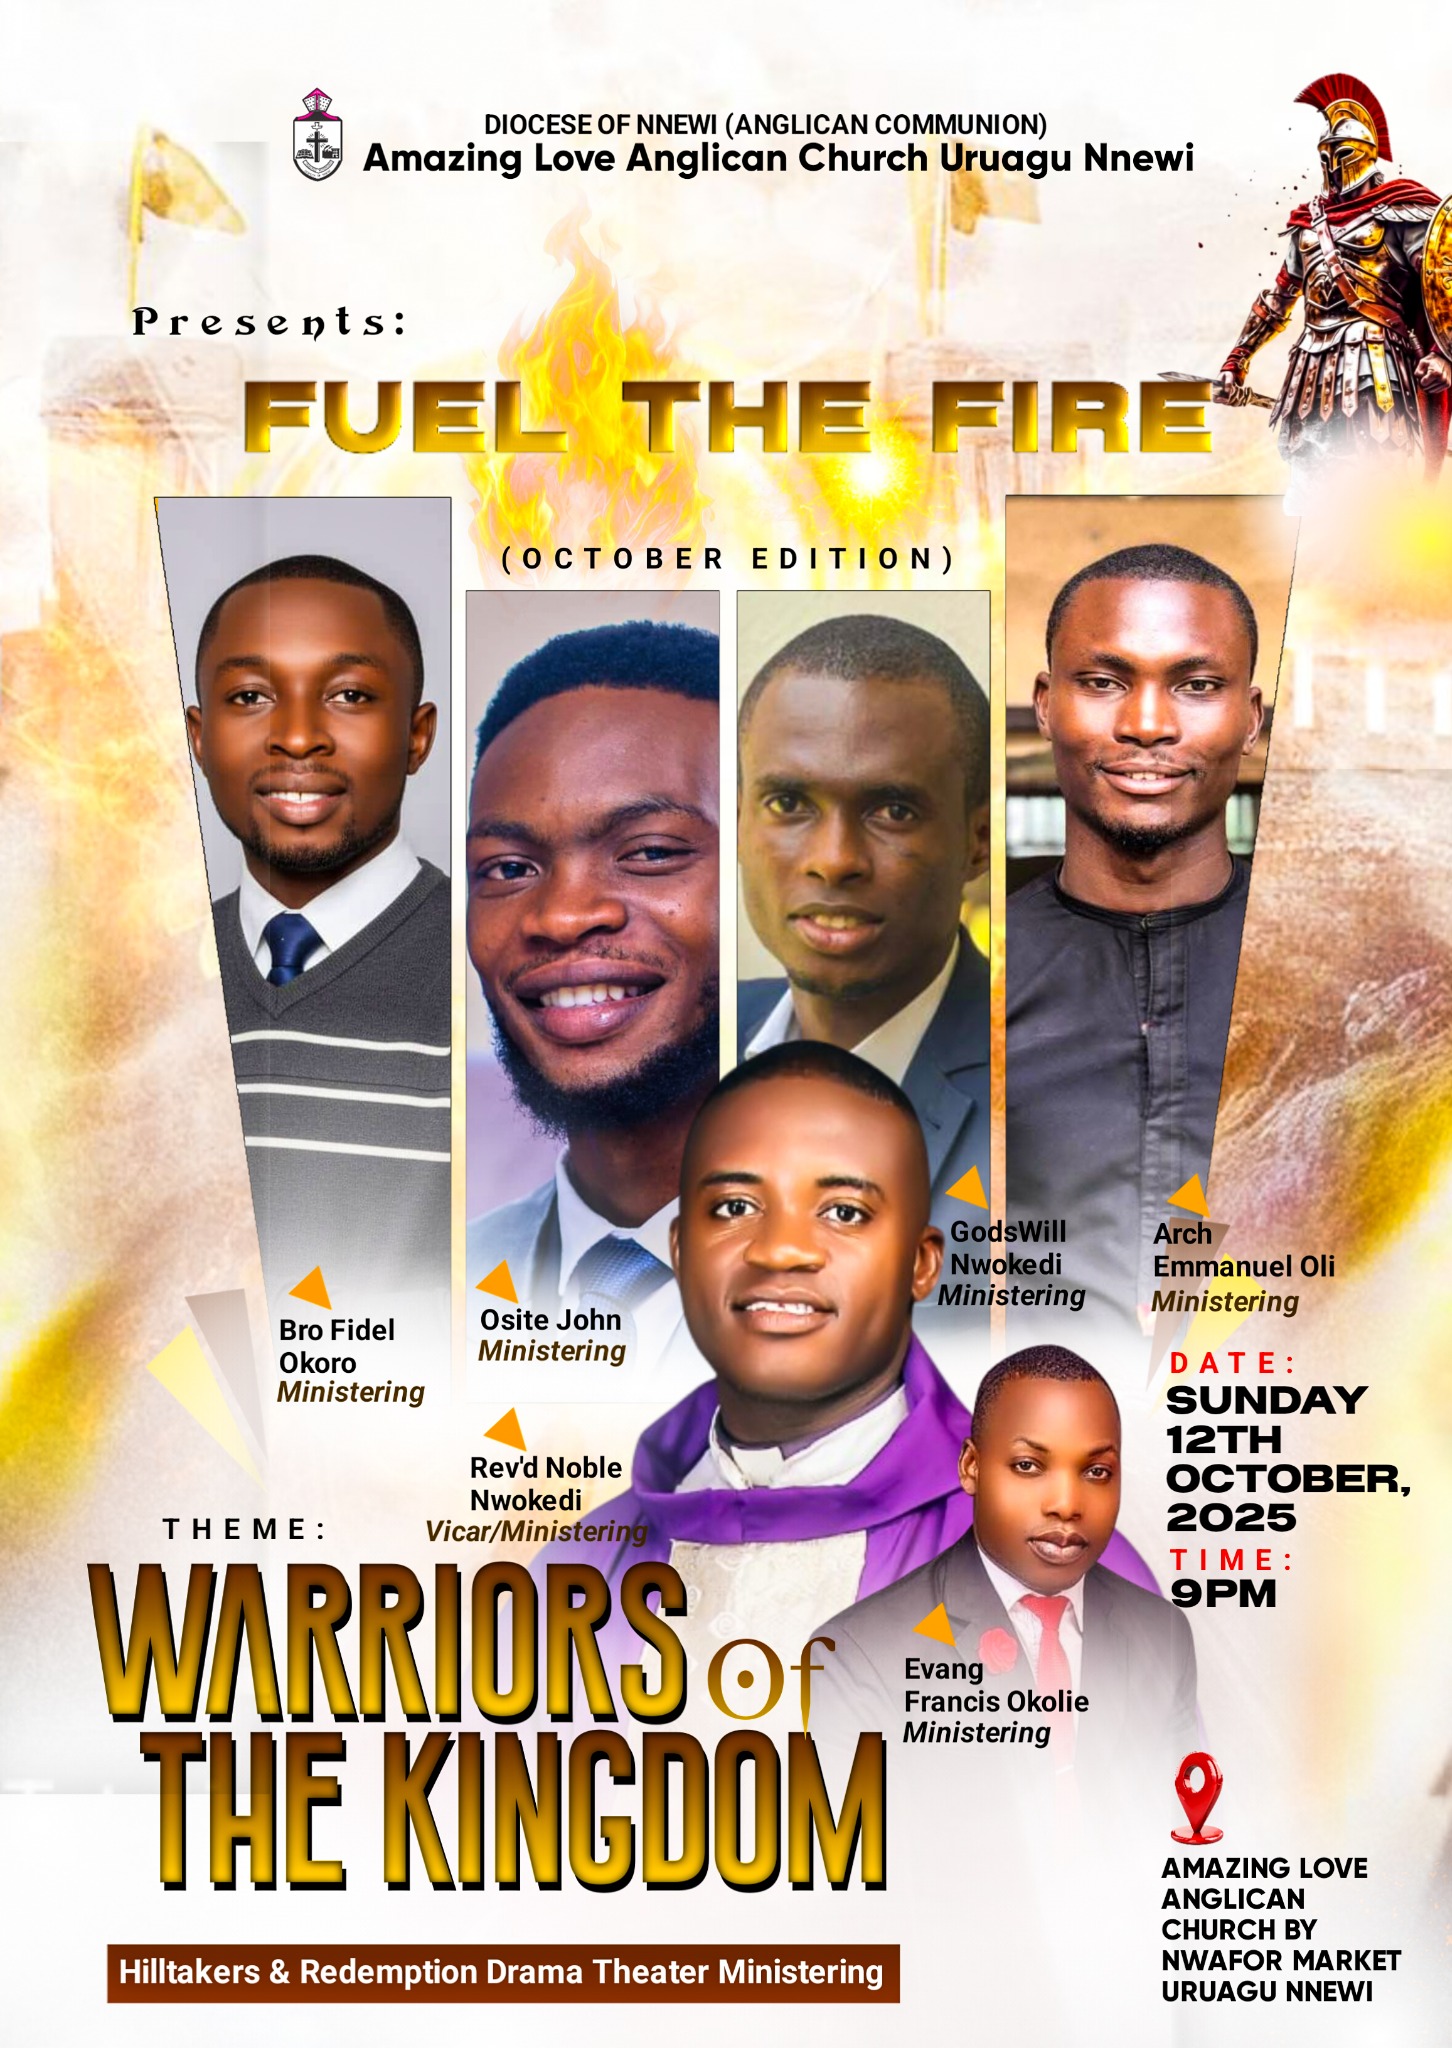 DIOCESE OF NNEWI (ANGLICAN COMMUNION)
Amazing Love Anglican Church Uruagu Nnewi
Presents:
FUEL THE FIRE
(OCTOBER EDITION)
GodsWill
Nwokedi
Ministering
Arch
Emmanuel Oli
Ministering
Bro Fidel
Okoro
Ministering
Osite John
Ministering
Rev'd Noble
Nwokedi
Vicar/Ministering
DATE:
SUNDAY
12TH
OCTOBER,
2025
TIME:
9PM
THEME:
WARRIORS of
THE KINGDOM
Evang
Francis Okolie
Ministering
AMAZING LOVE
ANGLICAN
CHURCH BY
NWAFOR MARKET
URUAGU NNEWI
Hilltakers & Redemption Drama Theater Ministering